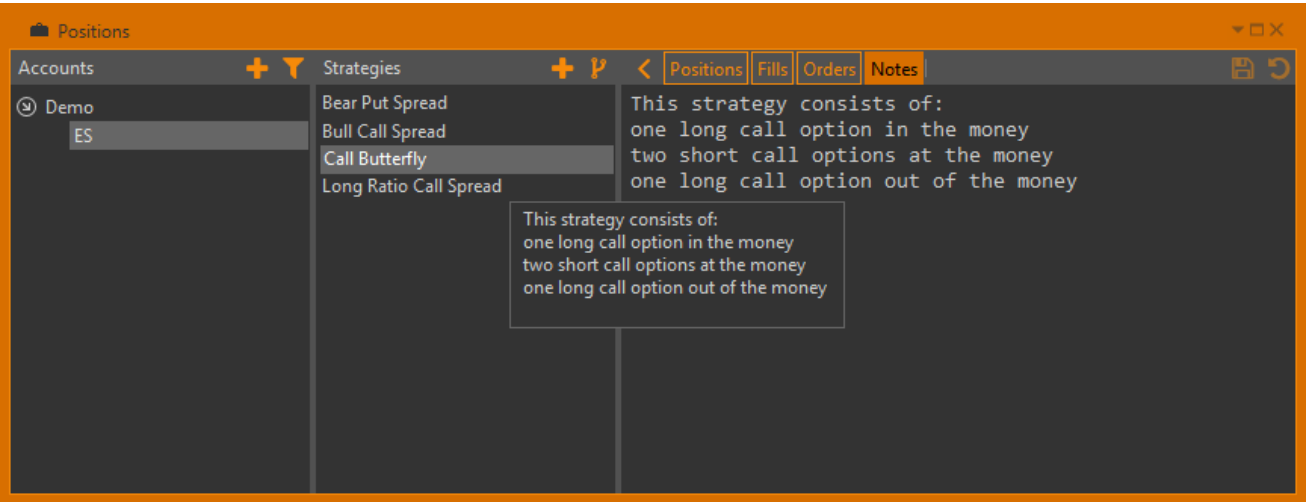 Positions
Accounts
Strategies
Positions Fills Orders Notes
Demo
ES
Bear Put Spread
Bull Call Spread
Call Butterfly
Long Ratio Call Spread
This strategy consists of:
one long call option in the money
two short call options at the money
one long call option out of the money
This strategy consists of:
one long call option in the money
two short call options at the money
one long call option out of the money